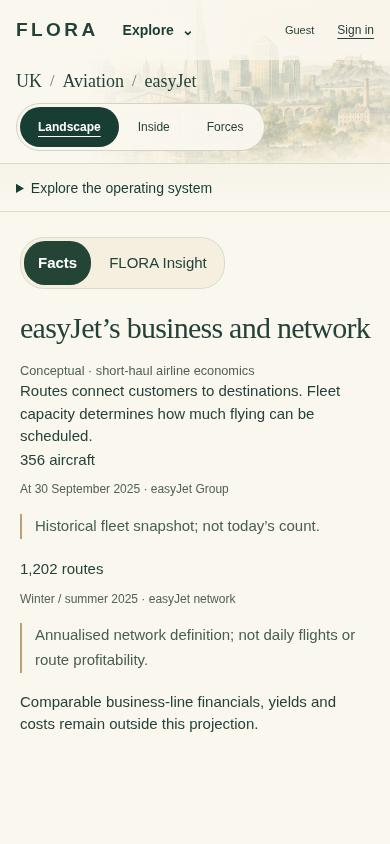 FLORA Explore Guest Sign in
UK / Aviation / easyJet
Landscape Inside Forces
Explore the operating system
Facts FLORA Insight
easyJet’s business and network
Conceptual · short-haul airline economics
Routes connect customers to destinations. Fleet
capacity determines how much flying can be
scheduled.
356 aircraft
At 30 September 2025 · easyJet Group
Historical fleet snapshot; not today’s count.
1,202 routes
Winter / summer 2025 · easyJet network
Annualised network definition; not daily flights or
route profitability.
Comparable business-line financials, yields and
costs remain outside this projection.